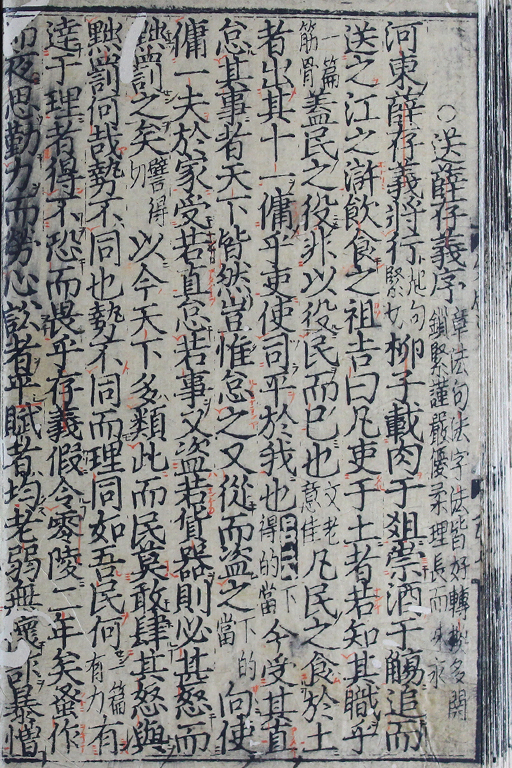 ○送薛存義序 章法句法字法皆好轉換多開鎖緊謹嚴優柔理長而味永
河東薛存義將行 起句緊切 柳子載肉于俎崇酒于觴追而
送之江之滸飲食之祖告曰凡吏于土者若知其職乎
一篇筋骨 蓋民之役非以役民而已也 文老意佳 凡民之食於土
者出其十一傭乎吏使司平於我也 下得的當 今受其直
怠其事者天下皆然豈惟怠之又從而盜之 下的當 向使
傭一夫於家受若直怠若事又盜若貨器則必甚怒而
黜罰之矣 譬得切 以今天下多類此而民莫敢肆其怒與
黜罰何哉勢不同也勢不同而理同如吾民何 篇有力 有
達于理者得不恐而畏乎存義假令零陵二年矣蚤作
而夜思勤力而勞心訟者平賦者均老弱無懷詐暴憎